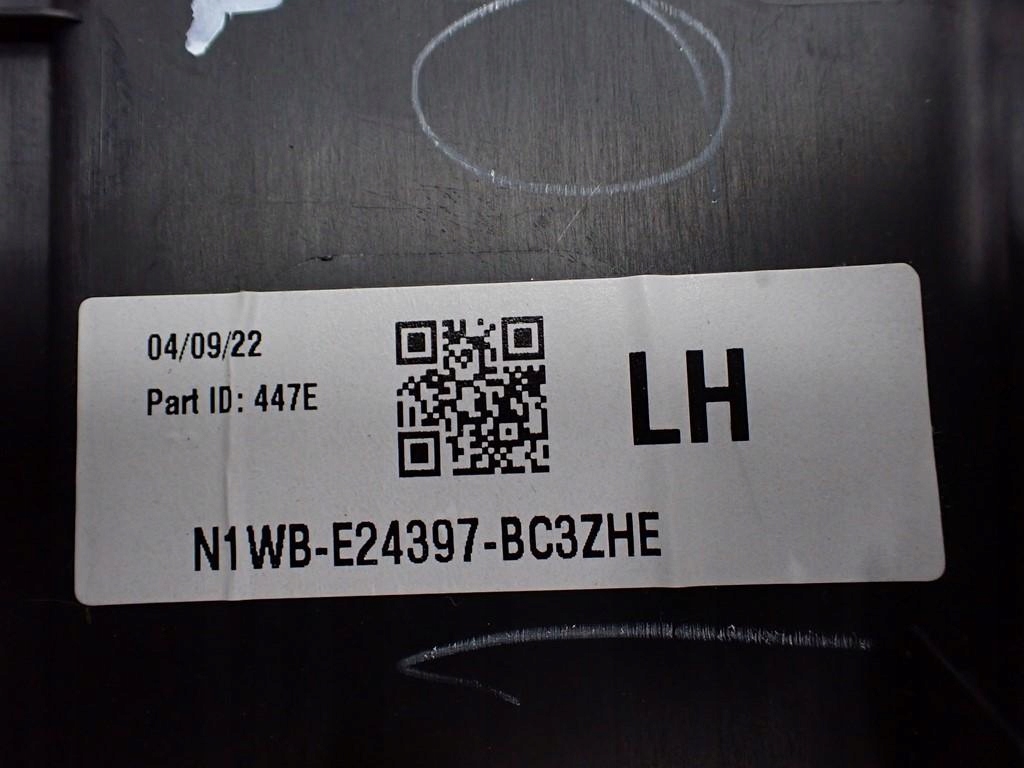 04/09/22
Part ID: 447E
LH
N1WB-E24397-BC3ZHE